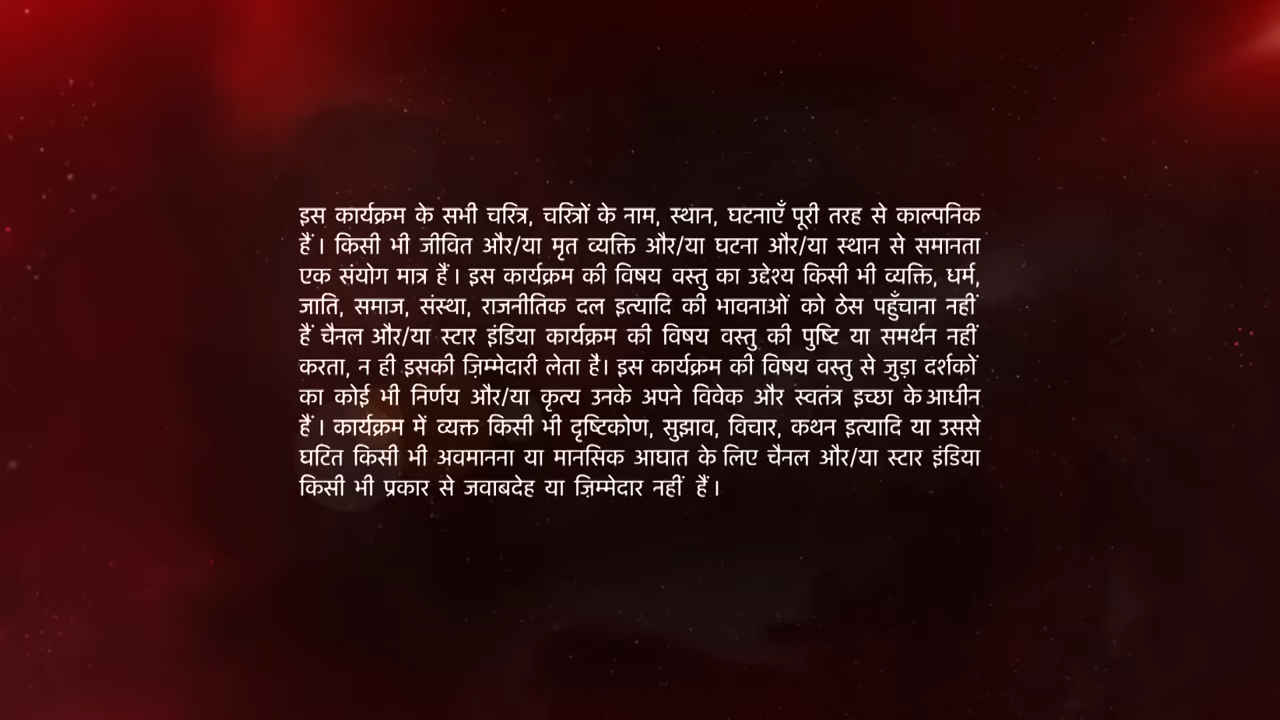 इस कार्यक्रम के सभी चरित्र, चरित्रों के नाम, स्थान, घटनाएँ पूरी तरह से काल्पनिक
हैं। किसी भी जीवित और/या मृत व्यक्ति और/या घटना और/या स्थान से समानता
एक संयोग मात्र हैं। इस कार्यक्रम की विषय वस्तु का उद्देश्य किसी भी व्यक्ति, धर्म,
जाति, समाज, संस्था, राजनीतिक दल इत्यादि की भावनाओं को ठेस पहुँचाना नहीं
हैं चैनल और/या स्टार इंडिया कार्यक्रम की विषय वस्तु की पुष्टि या समर्थन नहीं
करता, न ही इसकी ज़िम्मेदारी लेता है। इस कार्यक्रम की विषय वस्तु से जुड़ा दर्शकों
का कोई भी निर्णय और/या कृत्य उनके अपने विवेक और स्वतंत्र इच्छा के आधीन
हैं। कार्यक्रम में व्यक्त किसी भी दृष्टिकोण, सुझाव, विचार, कथन इत्यादि या उससे
घटित किसी भी अवमानना या मानसिक आघात के लिए चैनल और/या स्टार इंडिया
किसी भी प्रकार से जवाबदेह या ज़िम्मेदार नहीं हैं।